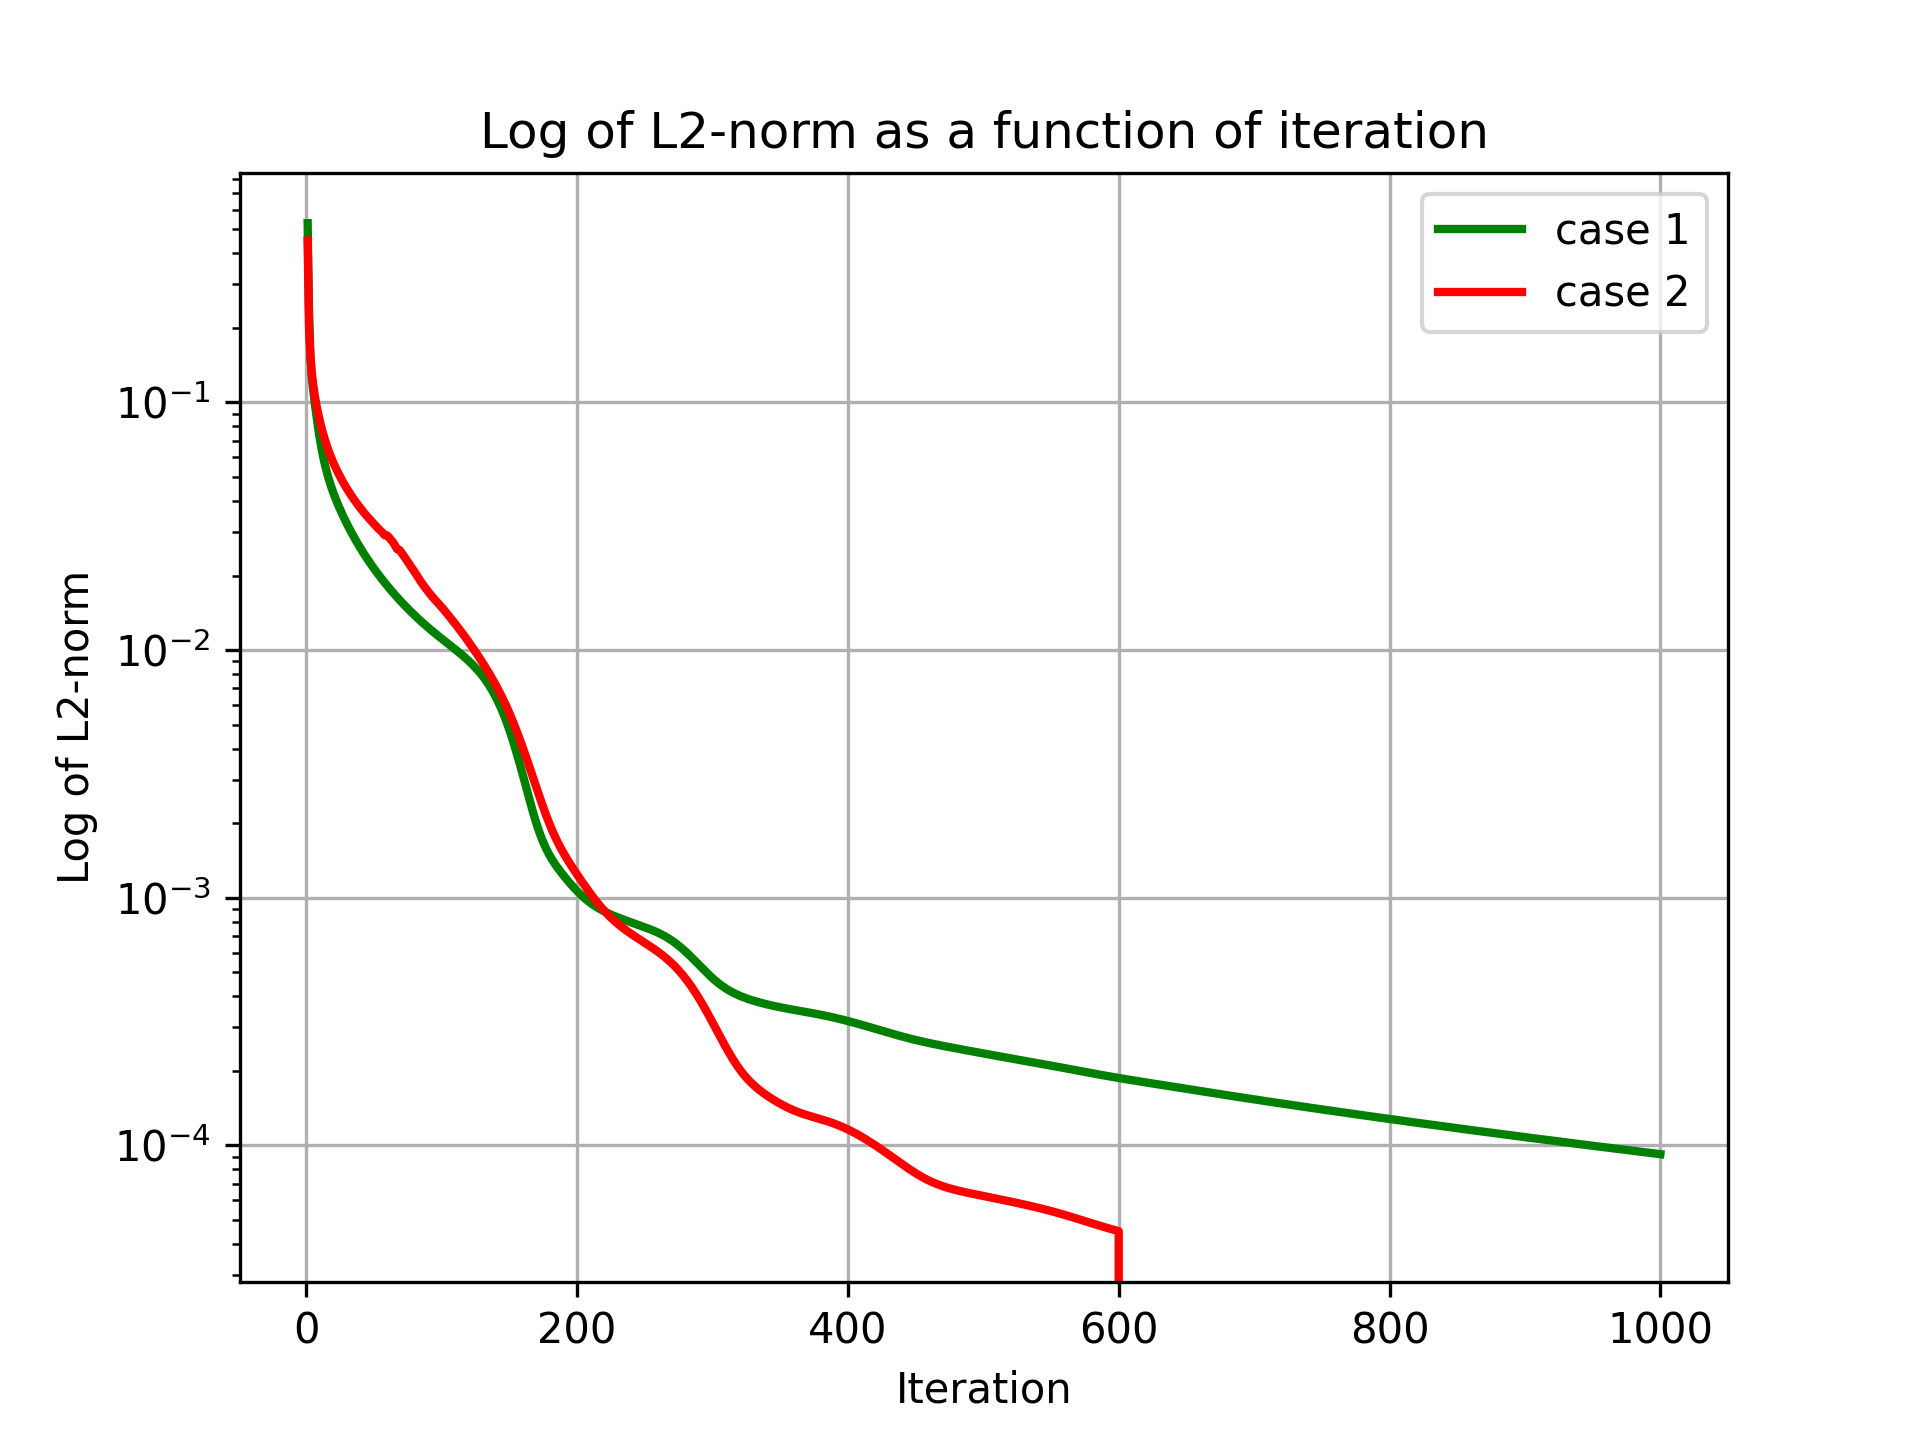 Log of L2-norm as a function of iteration
case 1
case 2
Log of L2-norm
10⁻¹
10⁻²
10⁻³
10⁻⁴
0 200 400 600 800 1000
Iteration